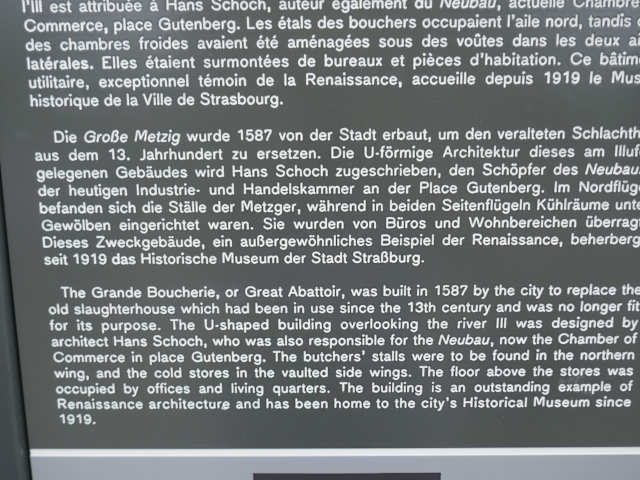 l'Ill est attribuée à Hans Schoch, auteur également du Neubau, actuelle Chambre
Commerce, place Gutenberg. Les étals des bouchers occupaient l'aile nord, tandis
des chambres froides avaient été aménagées sous des voûtes dans les deux
latérales. Elles étaient surmontées de bureaux et pièces d'habitation. Ce
utilitaire, exceptionnel témoin de la Renaissance, accueille depuis 1919 le
historique de la Ville de Strasbourg.
Die Große Metzig wurde 1587 von der Stadt erbaut, um den veralteten
aus dem 13. Jahrhundert zu ersetzen. Die U-förmige Architektur dieses am
gelegenen Gebäudes wird Hans Schoch zugeschrieben, den Schöpfer des Neubau
der heutigen Industrie- und Handelskammer an der Place Gutenberg. Im
befanden sich die Ställe der Metzger, während in beiden Seitenflügeln Kühlräume
Gewölben eingerichtet waren. Sie wurden von Büros und Wohnbereichen
Dieses Zweckgebäude, ein außergewöhnliches Beispiel der Renaissance,
seit 1919 das Historische Museum der Stadt Straßburg.
The Grande Boucherie, or Great Abattoir, was built in 1587 by the city to replace the
old slaughterhouse which had been in use since the 13th century and was no longer fit
for its purpose. The U-shaped building overlooking the river Ill was designed by
architect Hans Schoch, who was also responsible for the Neubau, now the Chamber of
Commerce in place Gutenberg. The butchers' stalls were to be found in the northern
wing, and the cold stores in the vaulted side wings. The floor above the stores was
occupied by offices and living quarters. The building is an outstanding example of
Renaissance architecture and has been home to the city's Historical Museum since
1919.